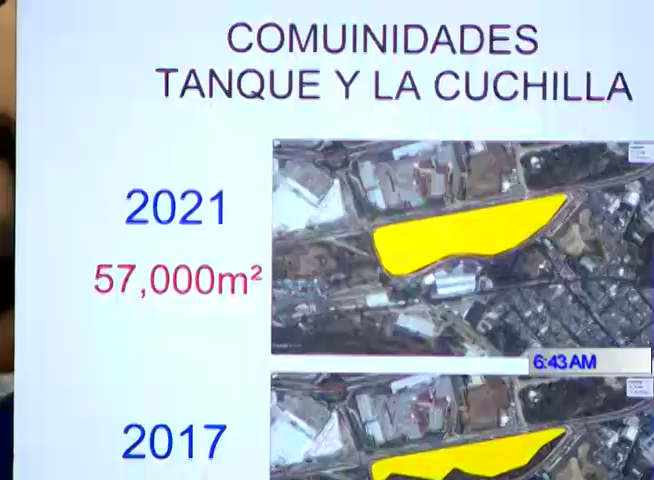 COMUINIDADES
TANQUE Y LA CUCHILLA
2021
57,000m²
6:43 AM
2017